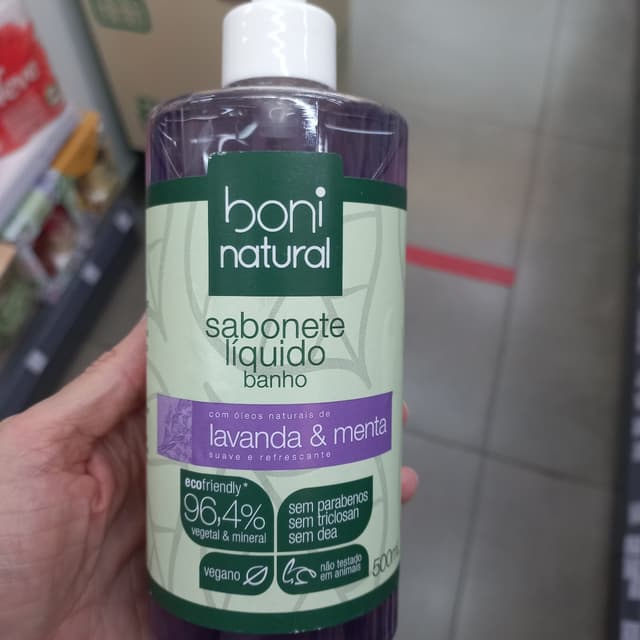 boni
natural
sabonete
líquido
banho
com óleos naturais de
lavanda & menta
suave e refrescante
ecofriendly*
96,4%
vegetal & mineral
sem parabenos
sem triclosan
sem dea
vegano
não testado
em animais
500m